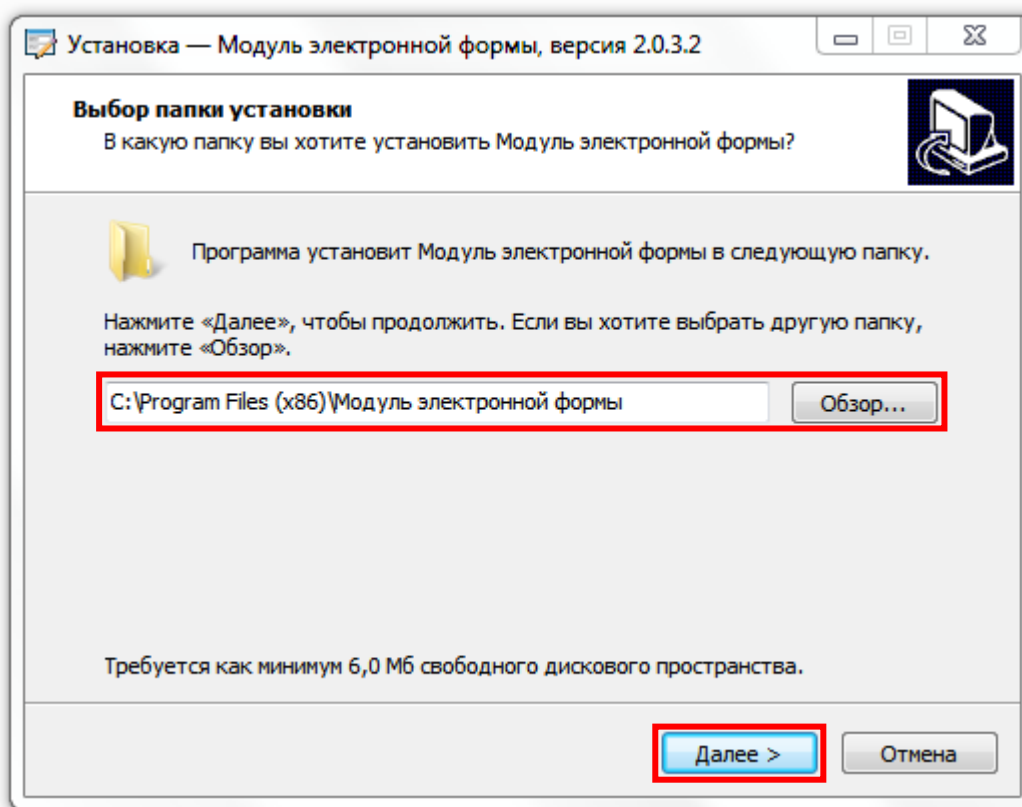 Установка — Модуль электронной формы, версия 2.0.3.2
Выбор папки установки
В какую папку вы хотите установить Модуль электронной формы?
Программа установит Модуль электронной формы в следующую папку.
Нажмите «Далее», чтобы продолжить. Если вы хотите выбрать другую папку,
нажмите «Обзор».
C:\Program Files (x86)\Модуль электронной формы
Обзор...
Требуется как минимум 6,0 Мб свободного дискового пространства.
Далее >
Отмена